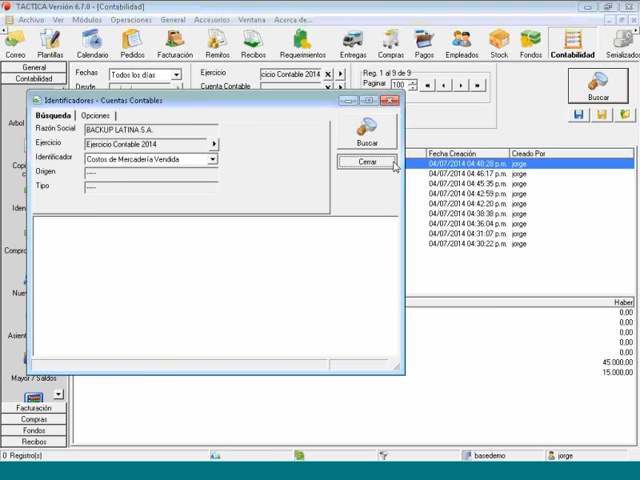 TACTICA Versión 6.7.0 - [Contabilidad]
Archivo Ver Módulos Operaciones General Accesorios Ventana Acerca de...
Correo Plantillas Calendario Pedidos Facturación Remitos Recibos Requerimientos Entregas Compras Pagos Empleados Stock Fondos Contabilidad Serializados
General
Contabilidad
Fechas Todos los días
Ejercicio cicio Contable 2014
Reg. 1 al 9 de 9
Desde
Cuenta Contable
Paginar 100
Buscar
Identificadores - Cuentas Contables
Búsqueda Opciones
Razón Social BACKUP LATINA S.A.
Ejercicio Ejercicio Contable 2014
Identificador Costos de Mercadería Vendida
Origen ----
Tipo ----
Buscar
Cerrar
Arbol
Copi
Iden
Compro
Nue
Asient
Mayor / Saldos
Fecha Creación Creado Por
04/07/2014 04:48:28 p.m. jorge
04/07/2014 04:46:17 p.m. jorge
04/07/2014 04:45:35 p.m. jorge
04/07/2014 04:42:59 p.m. jorge
04/07/2014 04:42:20 p.m. jorge
04/07/2014 04:38:38 p.m. jorge
04/07/2014 04:36:04 p.m. jorge
04/07/2014 04:31:07 p.m. jorge
04/07/2014 04:30:22 p.m. jorge
Haber
0,00
0,00
0,00
0,00
0,00
45.000,00
15.000,00
Facturación
Compras
Fondos
Recibos
0 Registro(s)
basedemo
jorge